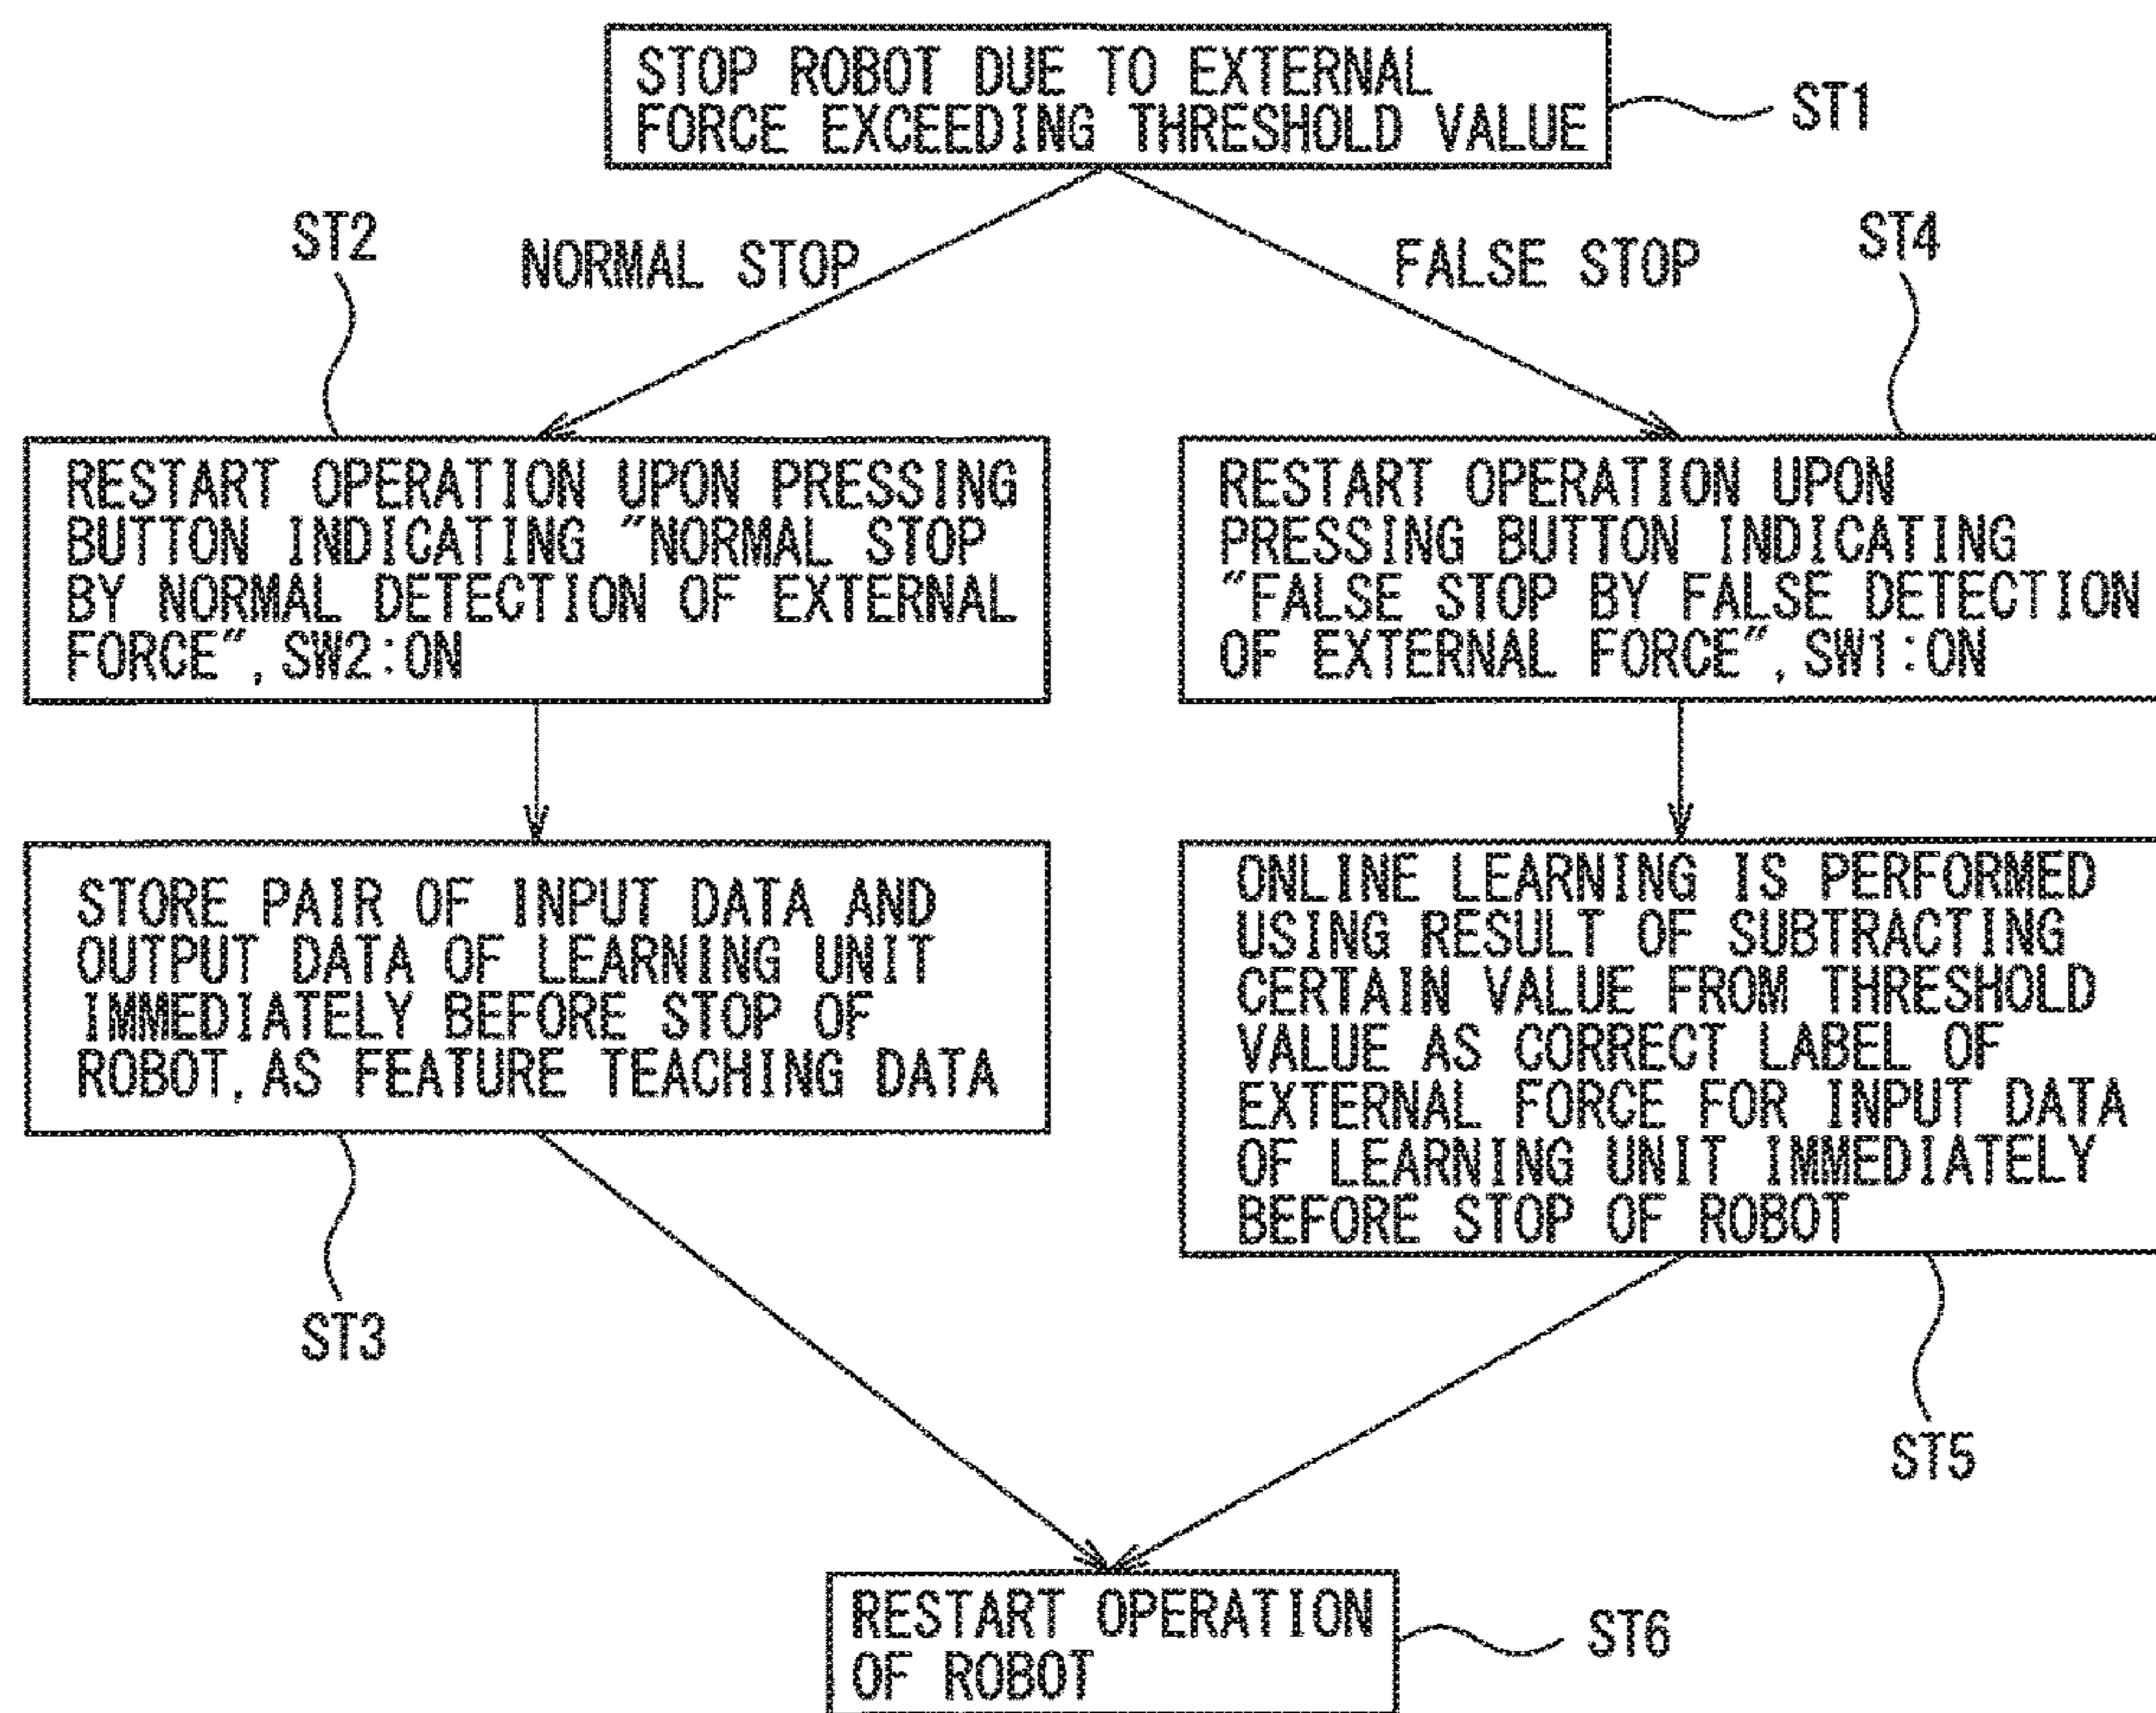 STOP ROBOT DUE TO EXTERNAL
FORCE EXCEEDING THRESHOLD VALUE
ST1
ST2
NORMAL STOP
FALSE STOP
ST4
RESTART OPERATION UPON PRESSING
BUTTON INDICATING "NORMAL STOP
BY NORMAL DETECTION OF EXTERNAL
FORCE", SW2:ON
RESTART OPERATION UPON
PRESSING BUTTON INDICATING
"FALSE STOP BY FALSE DETECTION
OF EXTERNAL FORCE", SW1:ON
STORE PAIR OF INPUT DATA AND
OUTPUT DATA OF LEARNING UNIT
IMMEDIATELY BEFORE STOP OF
ROBOT, AS FEATURE TEACHING DATA
ONLINE LEARNING IS PERFORMED
USING RESULT OF SUBTRACTING
CERTAIN VALUE FROM THRESHOLD
VALUE AS CORRECT LABEL OF
EXTERNAL FORCE FOR INPUT DATA
OF LEARNING UNIT IMMEDIATELY
BEFORE STOP OF ROBOT
ST3
ST5
RESTART OPERATION
OF ROBOT
ST6